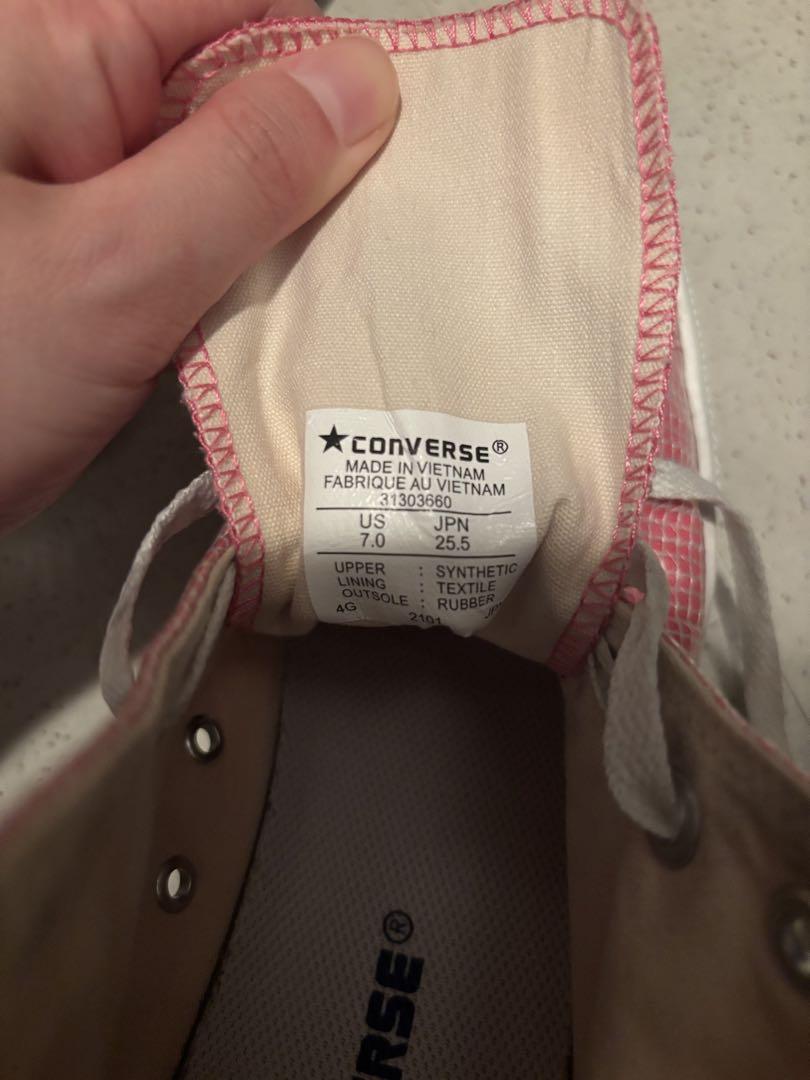 ★CONVERSE®
MADE IN VIETNAM
FABRIQUE AU VIETNAM
31303660
US JPN
7.0 25.5
UPPER : SYNTHETIC
LINING : TEXTILE
OUTSOLE : RUBBER
4G 2101
RSE®